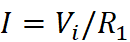 I = V_i/R_1